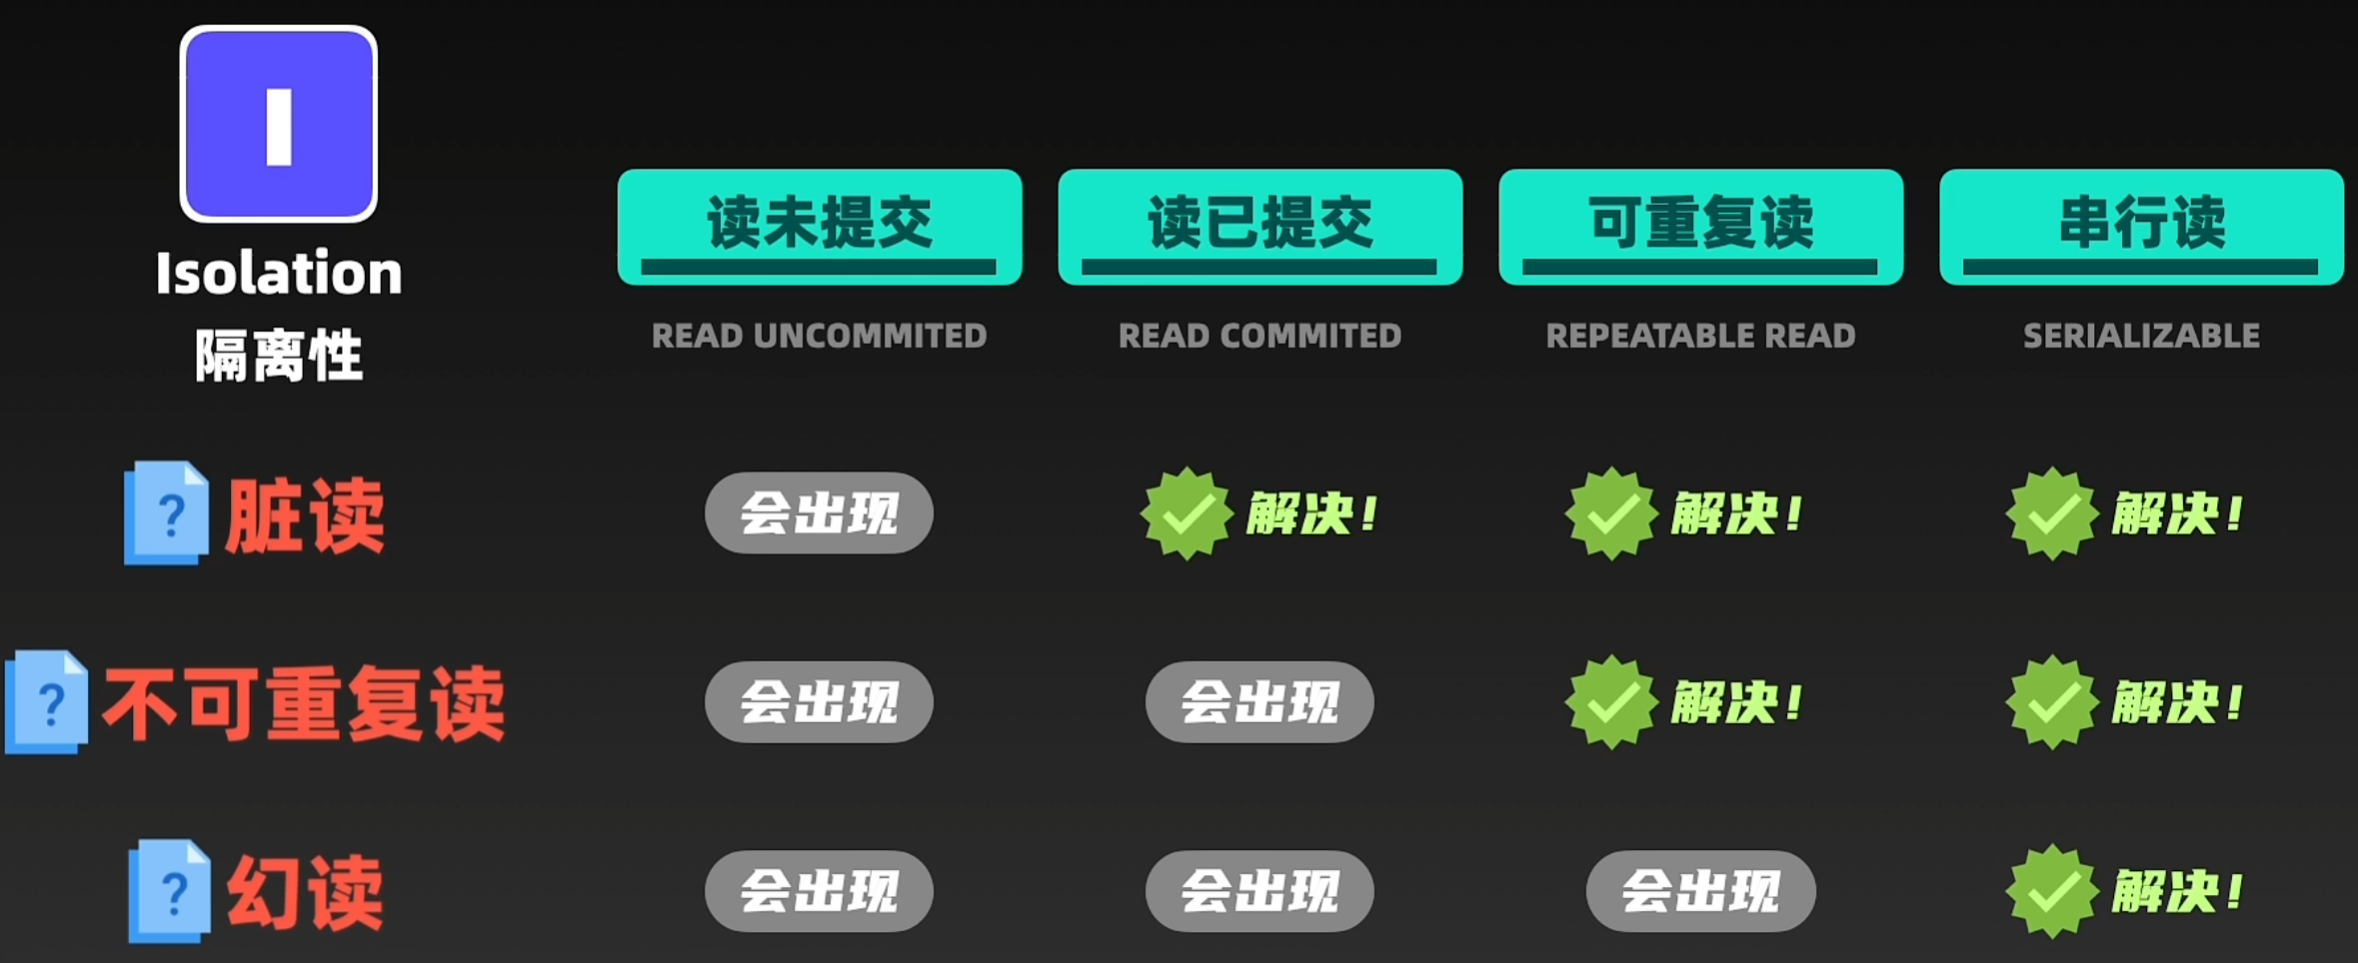 I
Isolation
隔离性
读未提交
读已提交
可重复读
串行读
READ UNCOMMITED
READ COMMITED
REPEATABLE READ
SERIALIZABLE
? 脏读
会出现
解决!
解决!
解决!
? 不可重复读
会出现
会出现
解决!
解决!
? 幻读
会出现
会出现
会出现
解决!